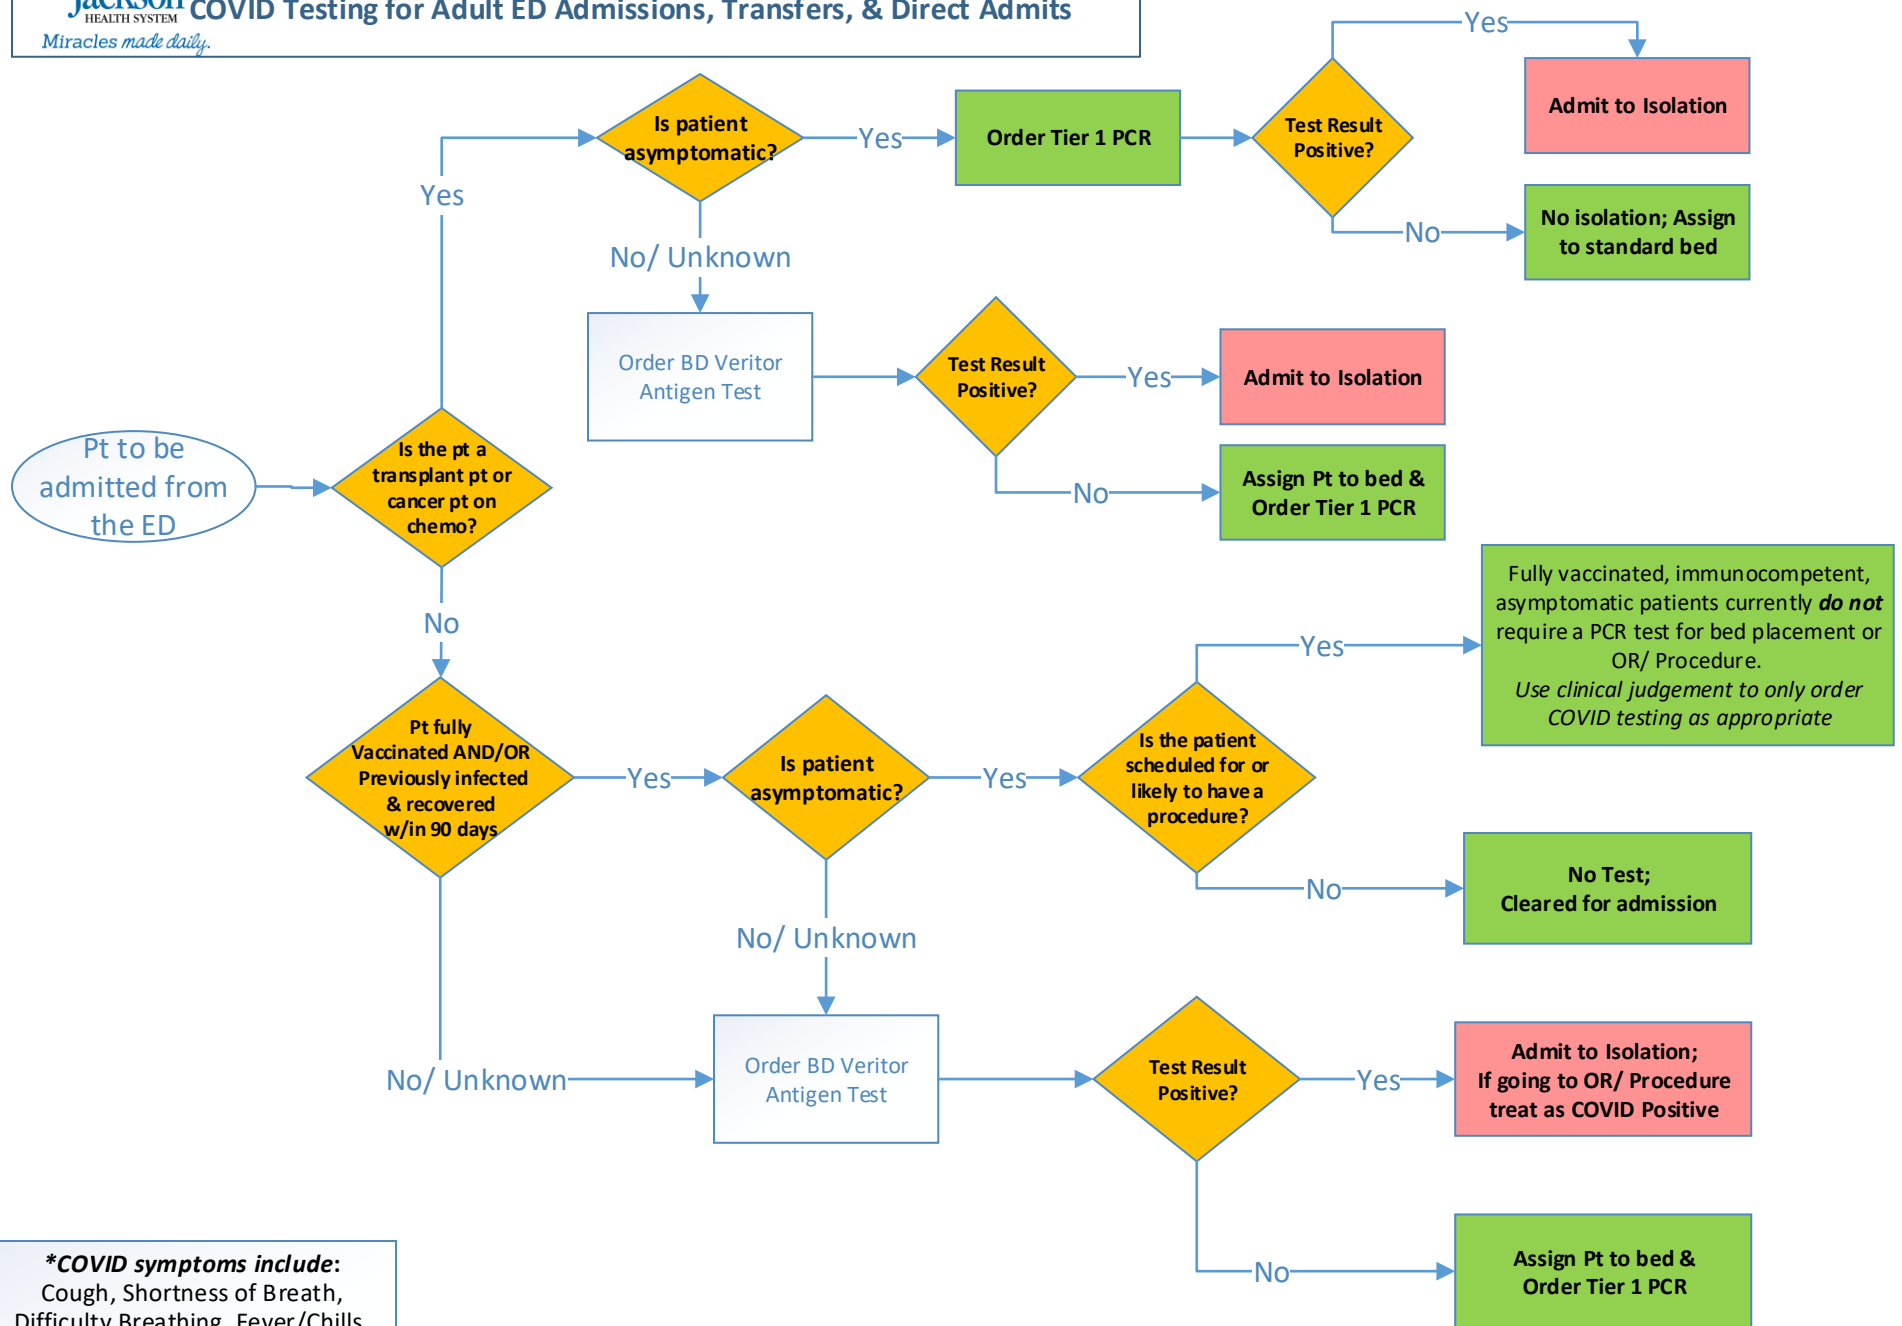 Jackson
HEALTH SYSTEM
Miracles made daily.
COVID Testing for Adult ED Admissions, Transfers, & Direct Admits
Pt to be
admitted from
the ED
Is the pt a
transplant pt or
cancer pt on
chemo?
Yes
Is patient
asymptomatic?
Yes
Order Tier 1 PCR
Test Result
Positive?
Yes
Admit to Isolation
No
No isolation; Assign
to standard bed
No/ Unknown
Order BD Veritor
Antigen Test
Test Result
Positive?
Yes
Admit to Isolation
No
Assign Pt to bed &
Order Tier 1 PCR
No
Pt fully
Vaccinated AND/OR
Previously infected
& recovered
w/in 90 days
Yes
Is patient
asymptomatic?
Yes
Is the patient
scheduled for or
likely to have a
procedure?
Yes
Fully vaccinated, immunocompetent,
asymptomatic patients currently do not
require a PCR test for bed placement or
OR/ Procedure.
Use clinical judgement to only order
COVID testing as appropriate
No
No Test;
Cleared for admission
No/ Unknown
No/ Unknown
Order BD Veritor
Antigen Test
Test Result
Positive?
Yes
Admit to Isolation;
If going to OR/ Procedure
treat as COVID Positive
No
Assign Pt to bed &
Order Tier 1 PCR
*COVID symptoms include:
Cough, Shortness of Breath,
Difficulty Breathing, Fever/Chills,